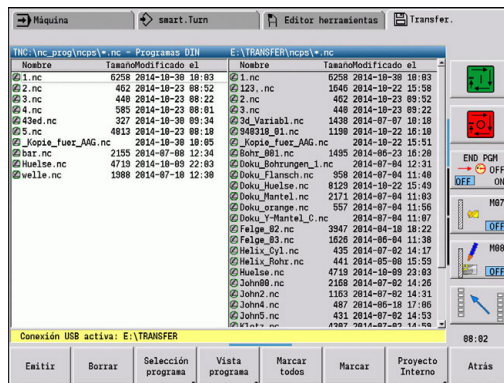 Máquina
smart.Turn
Editor herramientas
Transfer.
TNC:\nc_prog\ncps\*.nc - Programas DIN
E:\TRANSFER\ncps\*.nc
Nombre TamañoModificado el
1.nc 6258 2014-10-30 10:03
2.nc 462 2014-10-23 08:52
3.nc 440 2014-10-23 08:22
4.nc 585 2014-10-23 08:01
43ed.nc 327 2014-10-30 09:34
5.nc 4813 2014-10-23 08:10
_Kopie_fuer_AAG.nc 2014-10-30 10:05
bar.nc 2155 2014-07-08 12:34
Huelse.nc 4719 2014-10-09 22:03
welle.nc 1988 2014-07-10 12:30
Nombre TamañoModificado el
1.nc 6258 2014-10-30 10:03
123..nc 1646 2014-10-22 15:58
2.nc 462 2014-10-23 09:52
3.nc 440 2014-10-23 09:22
3d_Variabl.nc 1438 2014-07-07 10:10
940318_01.nc 1190 2014-10-22 16:10
_Kopie_fuer_AAG.nc 2014-10-22 15:51
Bohr_001.nc 1495 2014-06-23 16:20
Doku_Bohrungen_1.nc 2014-07-04 12:31
Doku_Flansch.nc 950 2014-07-04 11:40
Doku_Huelse.nc 8129 2014-10-22 15:49
Doku_Mantel.nc 2171 2014-07-04 11:03
Doku_orange.nc 557 2014-07-04 11:56
Doku_Y-Mantel_C.nc 2014-07-04 11:07
Felge_02.nc 3947 2014-04-10 18:22
Felge_03.nc 1626 2014-06-04 11:38
Helix_Cyl.nc 435 2014-07-02 14:17
Helix_Rohr.nc 441 2014-05-08 15:59
Huelse.nc 4719 2014-10-09 23:03
John00.nc 2168 2014-07-02 14:26
John2.nc 1163 2014-07-02 14:31
John4.nc 487 2014-06-18 17:06
John5.nc 431 2014-07-02 14:53
Klotz.nc 4307 2014-07-02 14:59
Conexión USB activa: E:\TRANSFER
END PGM
OFF
OFF ON
M07
OFF
M08
OFF
08:02
Emitir
Borrar
Selección programa
Vista programa
Marcar todos
Marcar
Proyecto Interno
Atrás